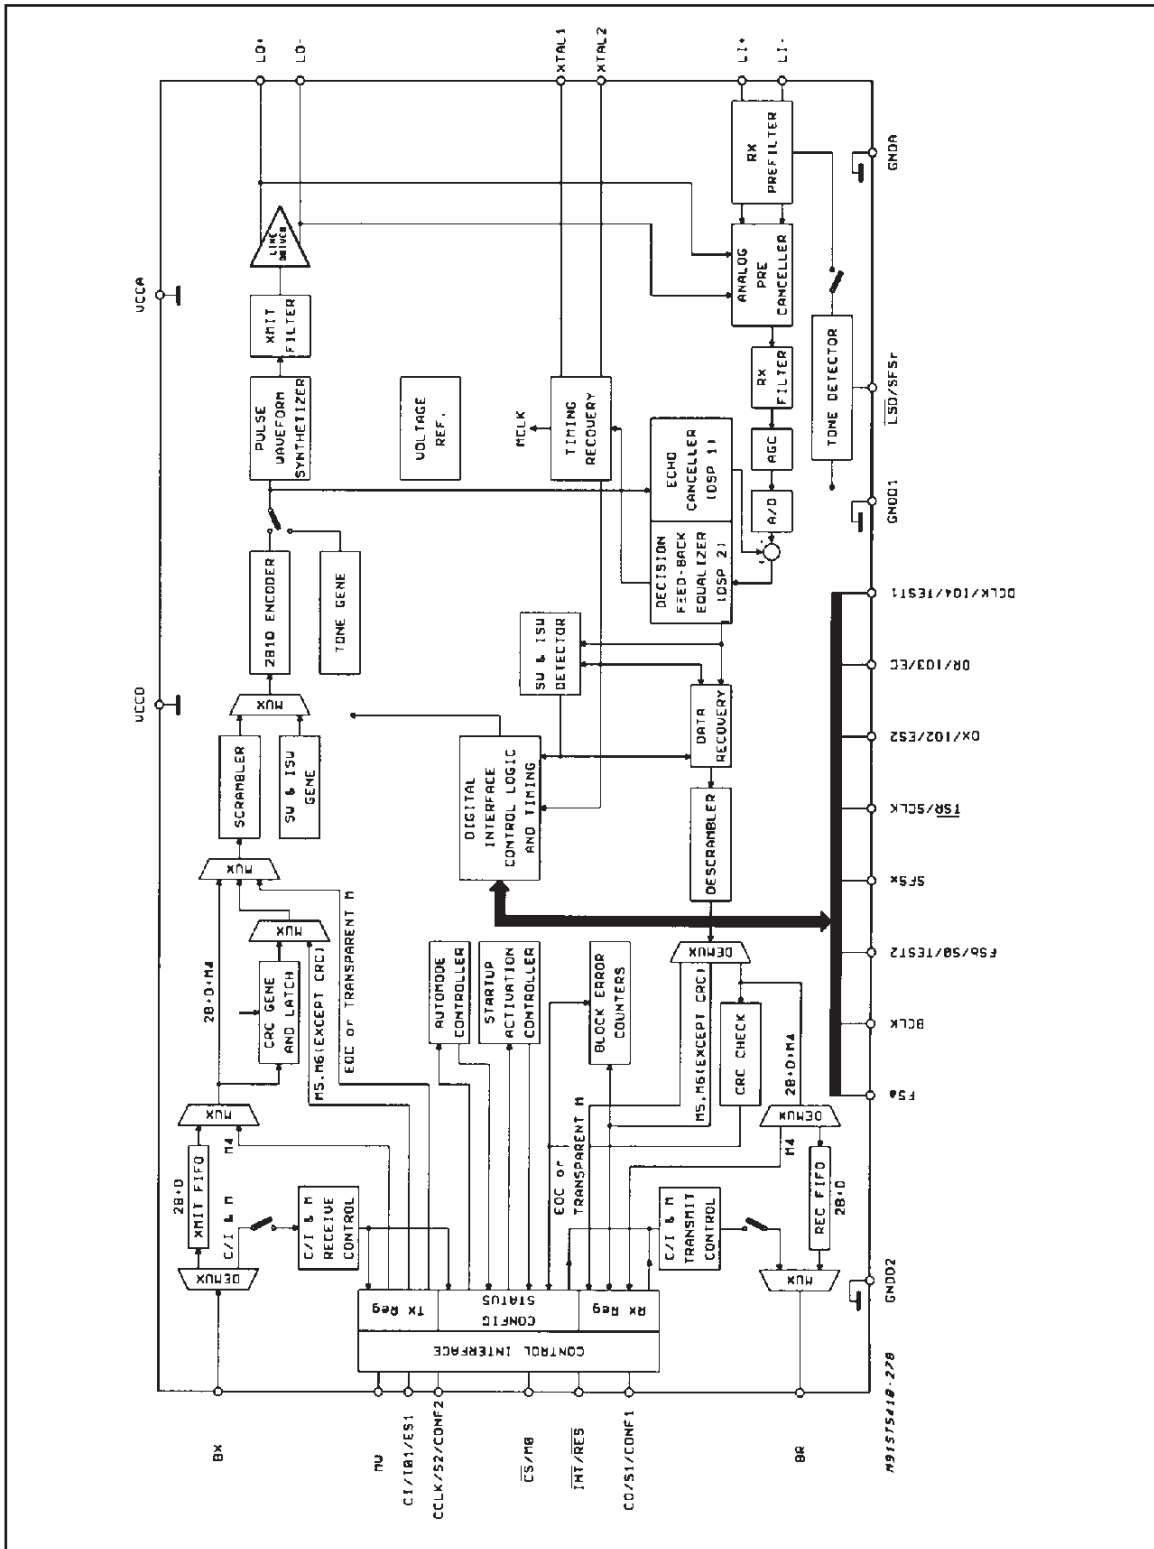 LO+
LO-
XTAL1
XTAL2
LI+
LI-
VCCA
VCCD
GNDA
LSD/SFSr
GNDD1
DCLK/IO4/TEST1
DR/IO3/EC
Dx/IO2/ES2
TSR/SCLK
SFSx
FSb/S0/TEST2
BCLK
FSa
GNDD2
Bx
MW
CI/IO1/ES1
CCLK/S2/CONF2
CS/M0
INT/RES
CO/S1/CONF1
BR
LINE
DRIVER
XMIT
FILTER
PULSE
WAVEFORM
SYNTHETIZER
VOLTAGE
REF.
MCLK
TIMING
RECOVERY
RX
PREFILTER
ANALOG
PRE
CANCELLER
RX
FILTER
AGC
A/D
TONE DETECTOR
ECHO
CANCELLER
(DSP 1)
DECISION
FEED-BACK
EQUALIZER
(DSP 2)
2B1Q ENCODER
TONE GENE
MUX
SCRAMBLER
SW & ISW
GENE
SW & ISW
DETECTOR
DATA
RECOVERY
DIGITAL
INTERFACE
CONTROL LOGIC
AND TIMING
DESCRAMBLER
MUX
2B+D+M4
MUX
CRC GENE
AND LATCH
M5,M6(EXCEPT CRC)
EOC or TRANSPARENT M
AUTOMODE
CONTROLLER
STARTUP
ACTIVATION
CONTROLLER
BLOCK ERROR
COUNTERS
DEMUX
M5,M6(EXCEPT CRC)
CRC CHECK
2B+D+M4
MUX
M4
2B+D
XMIT FIFO
C/I & M
C/I & M
RECEIVE
CONTROL
DEMUX
EOC or
TRANSPARENT M
C/I & M
TRANSMIT
CONTROL
M4
DEMUX
REC FIFO
2B+D
MUX
TX Reg
CONFIG
STATUS
RX Reg
CONTROL INTERFACE
M91ST5410-27B